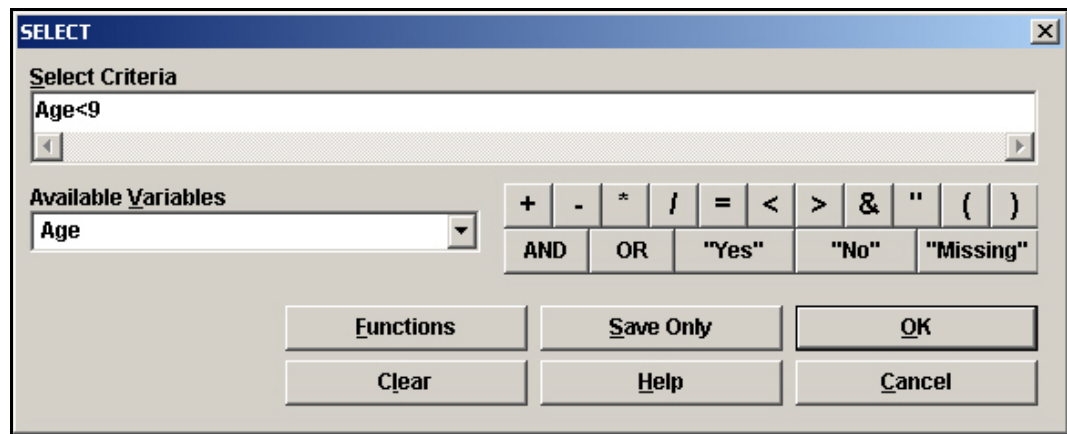 SELECT
Select Criteria
Age<9
Available Variables
Age
+ - * / = < > & " ( )
AND OR "Yes" "No" "Missing"
Functions Save Only OK
Clear Help Cancel